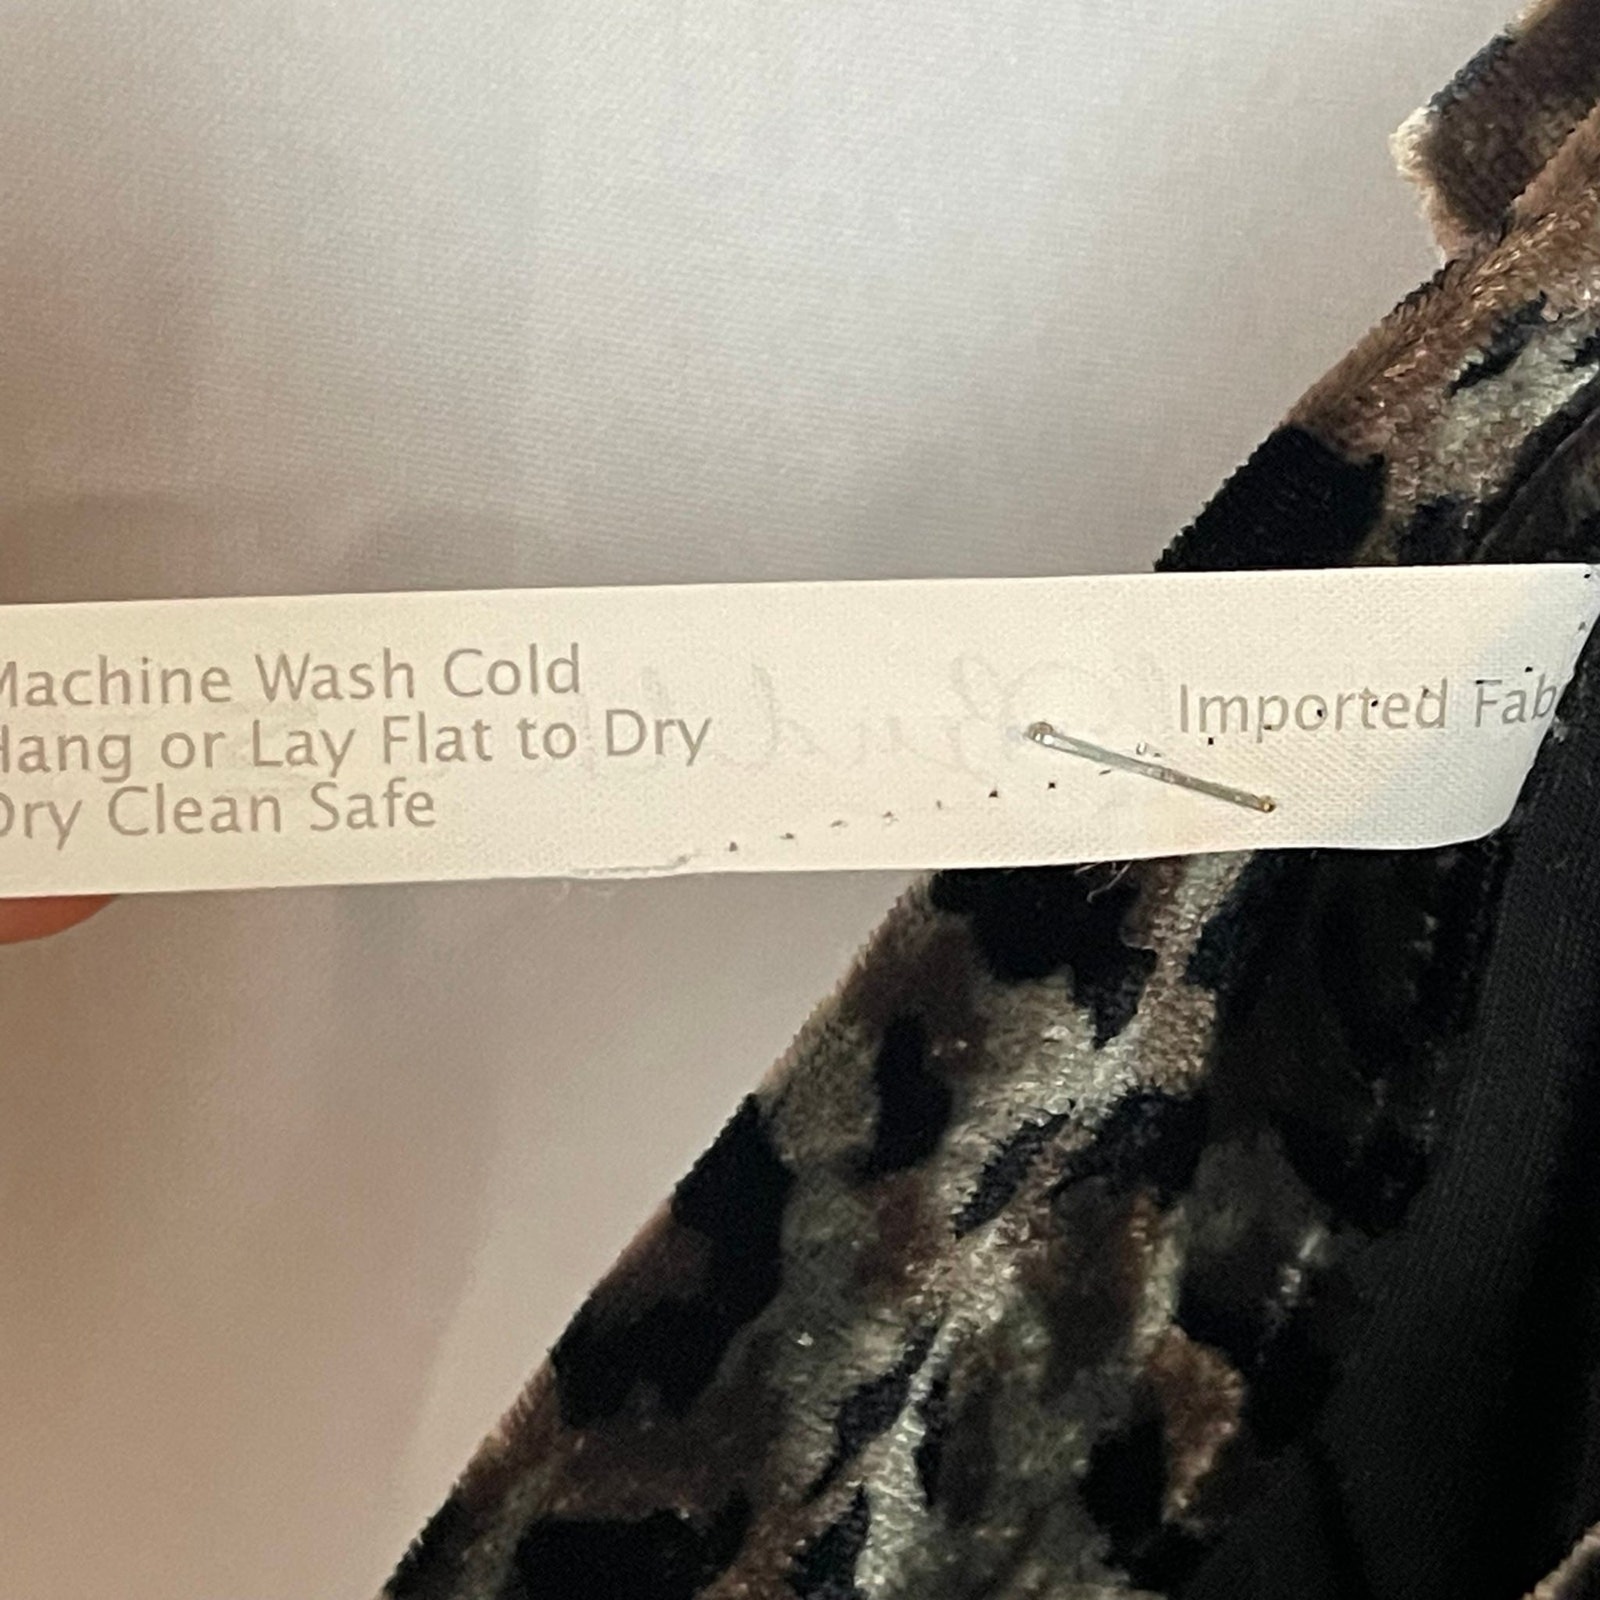 Machine Wash Cold
Hang or Lay Flat to Dry
Dry Clean Safe
Imported Fab